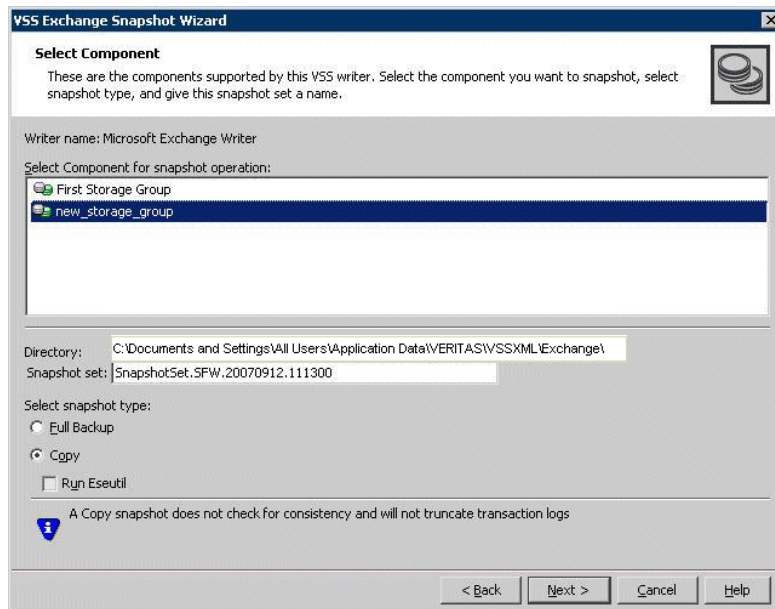 VSS Exchange Snapshot Wizard
Select Component
These are the components supported by this VSS writer. Select the component you want to snapshot, select
snapshot type, and give this snapshot set a name.
Writer name: Microsoft Exchange Writer
Select Component for snapshot operation:
First Storage Group
new_storage_group
Directory: C:\Documents and Settings\All Users\Application Data\VERITAS\VSSXML\Exchange\
Snapshot set: SnapshotSet.SFW.20070912.111300
Select snapshot type:
Full Backup
Copy
Run Eseutil
A Copy snapshot does not check for consistency and will not truncate transaction logs
< Back Next > Cancel Help